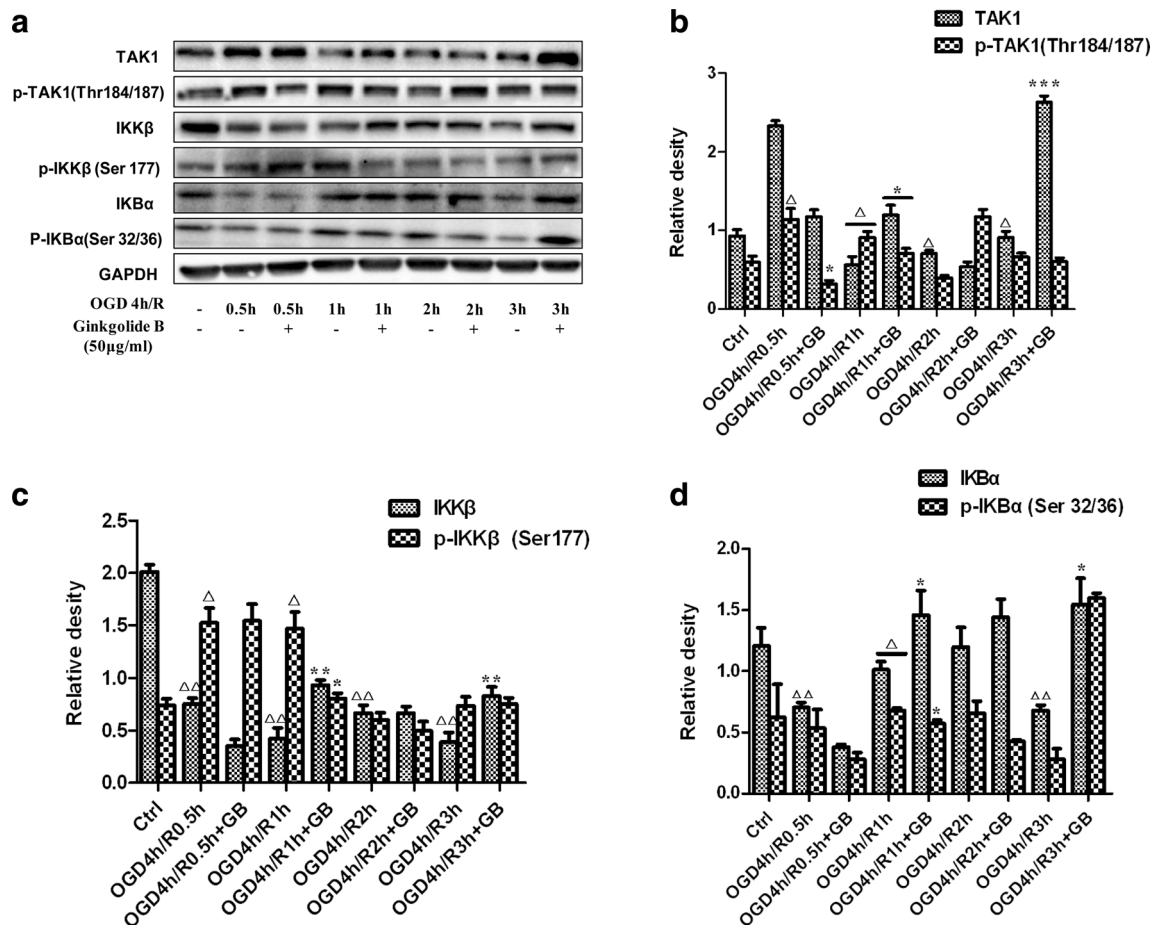 a
TAK1
p-TAK1(Thr184/187)
IKKβ
p-IKKβ (Ser 177)
IKBα
P-IKBα(Ser 32/36)
GAPDH
OGD 4h/R - 0.5h 0.5h 1h 1h 2h 2h 3h 3h
Ginkgolide B - - + - + - + - +
(50μg/ml)
b
TAK1
p-TAK1(Thr184/187)
Relative desity
3
2
1
0
△ * △ * △ △ ***
Ctrl
OGD4h/R0.5h
OGD4h/R0.5h+GB
OGD4h/R1h
OGD4h/R1h+GB
OGD4h/R2h
OGD4h/R2h+GB
OGD4h/R3h
OGD4h/R3h+GB
c
IKKβ
p-IKKβ (Ser177)
Relative desity
2.5
2.0
1.5
1.0
0.5
0.0
△△ △ △△ △ ** * △△ △△ **
Ctrl
OGD4h/R0.5h
OGD4h/R0.5h+GB
OGD4h/R1h
OGD4h/R1h+GB
OGD4h/R2h
OGD4h/R2h+GB
OGD4h/R3h
OGD4h/R3h+GB
d
IKBα
p-IKBα (Ser 32/36)
Relative desity
2.0
1.5
1.0
0.5
0.0
△△ △ * * △△ *
Ctrl
OGD4h/R0.5h
OGD4h/R0.5h+GB
OGD4h/R1h
OGD4h/R1h+GB
OGD4h/R2h
OGD4h/R2h+GB
OGD4h/R3h
OGD4h/R3h+GB